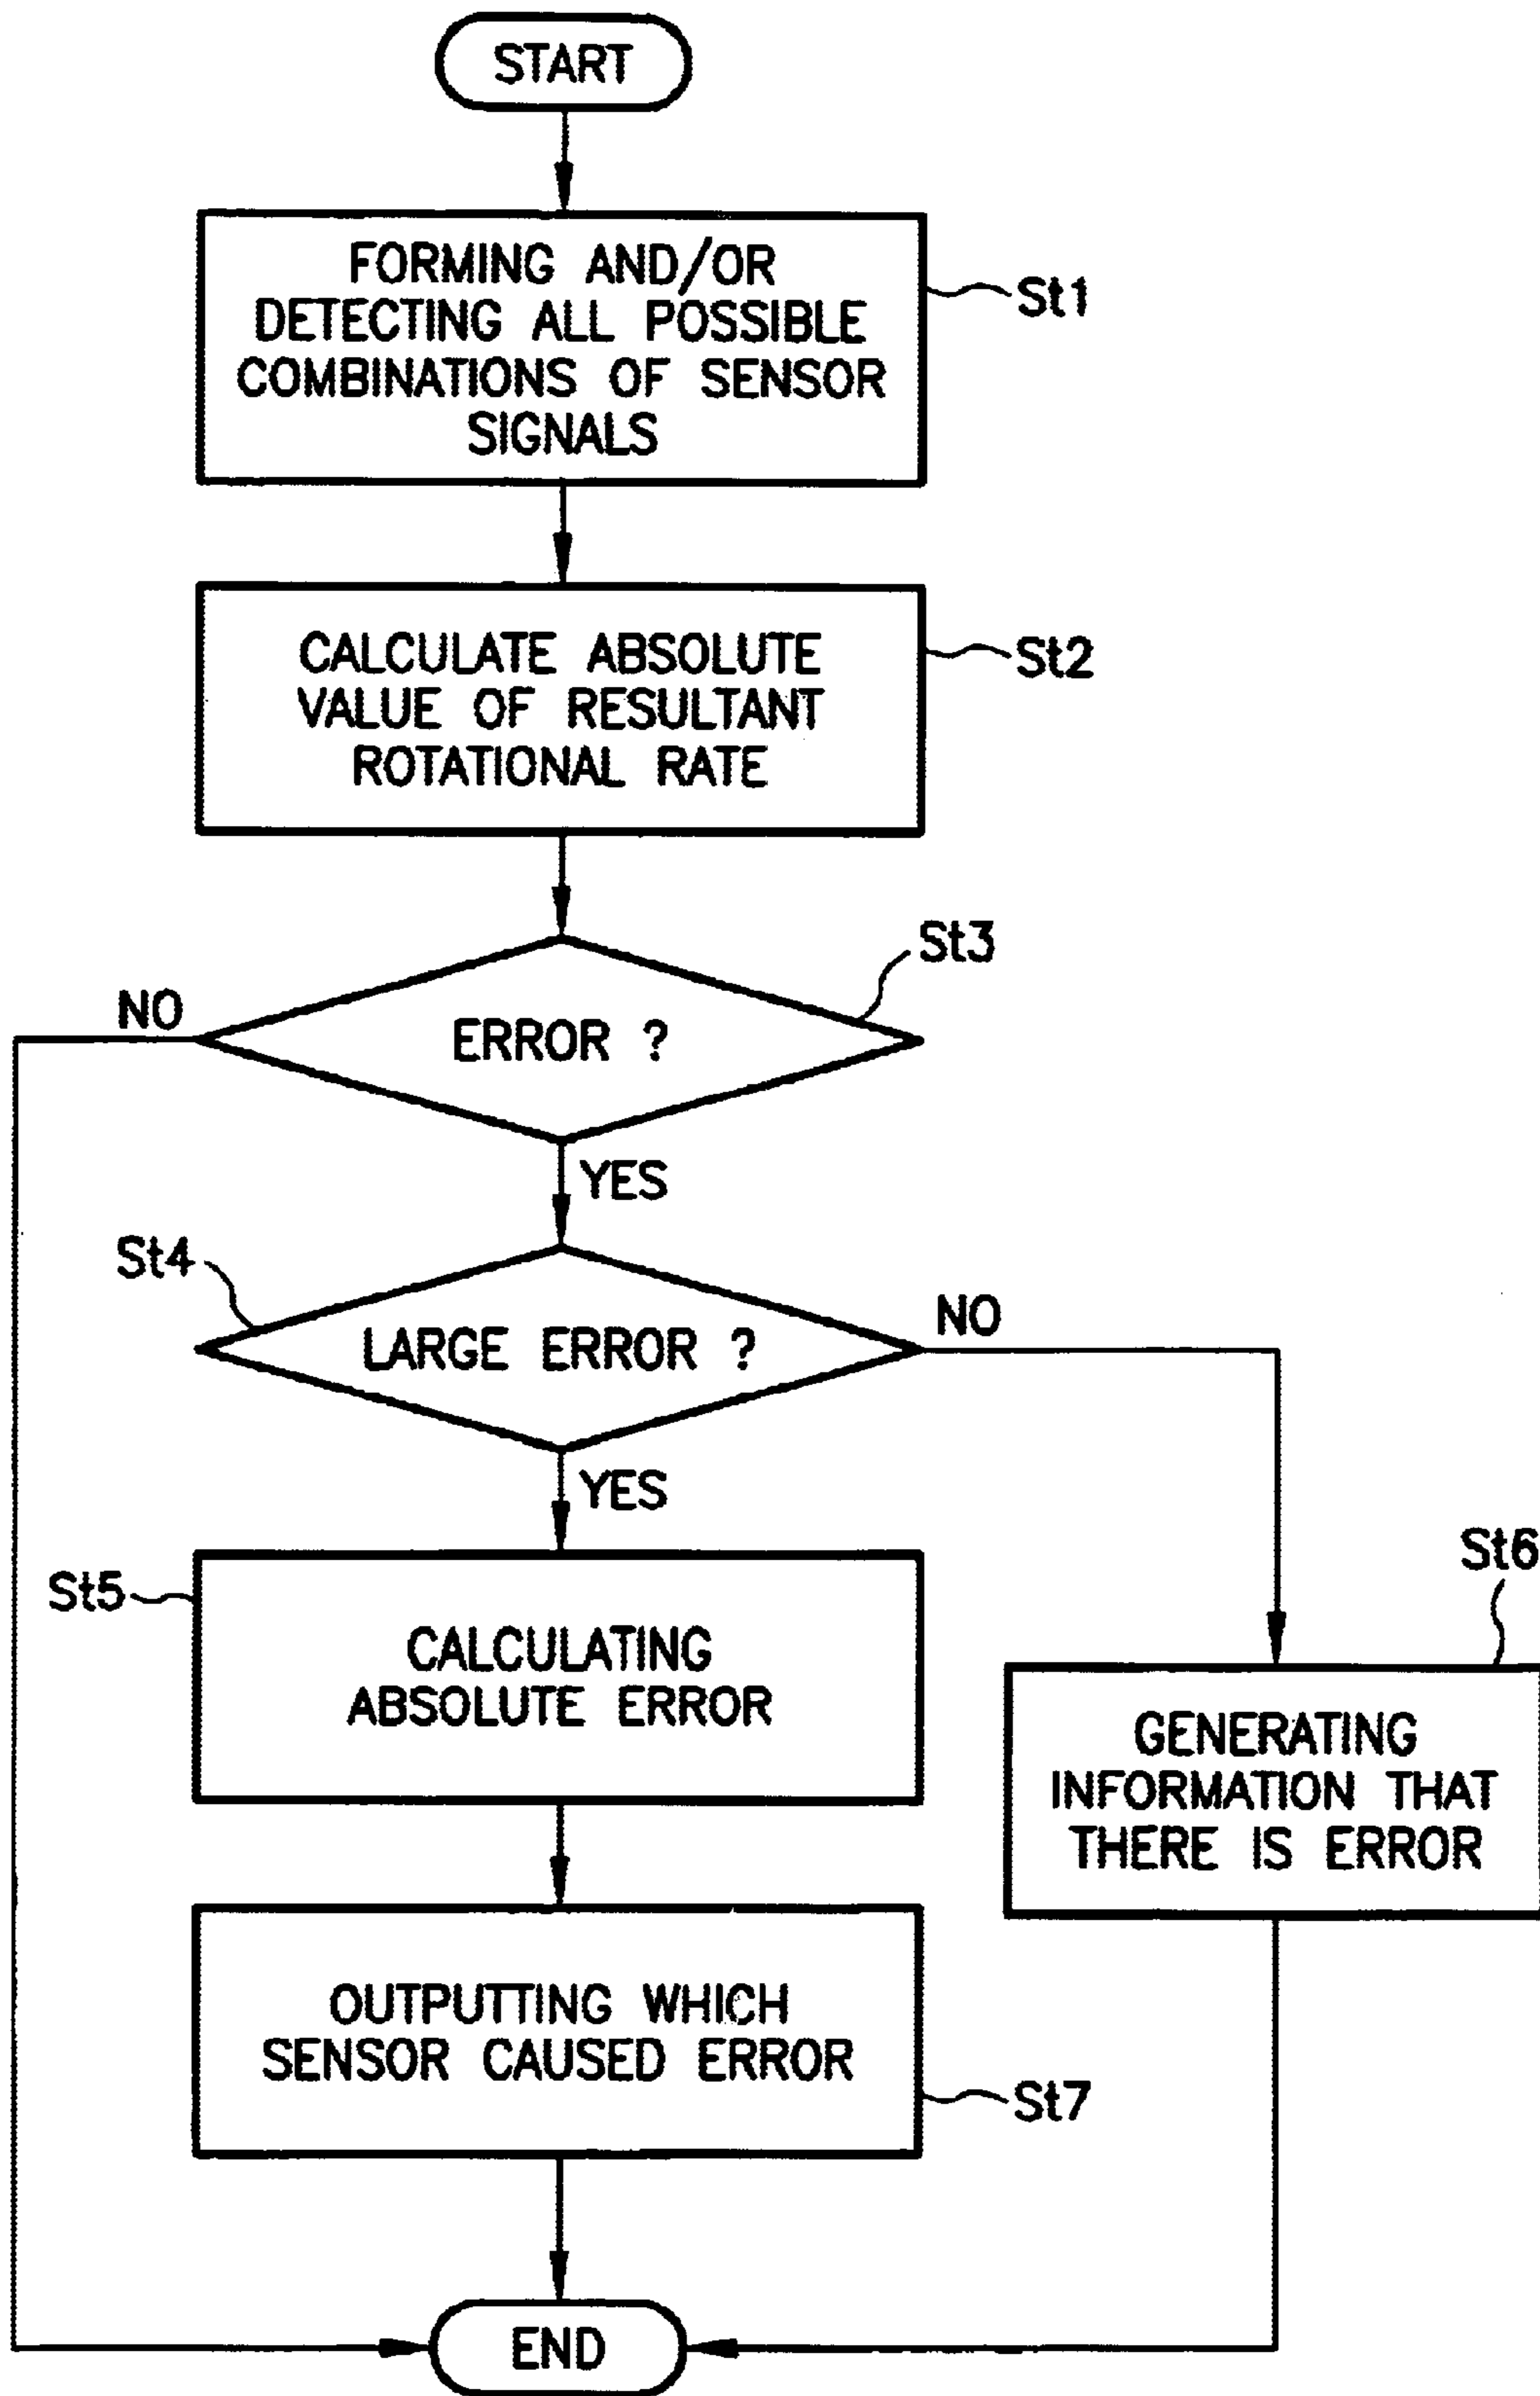 START
FORMING AND/OR
DETECTING ALL POSSIBLE
COMBINATIONS OF SENSOR
SIGNALS
St1
CALCULATE ABSOLUTE
VALUE OF RESULTANT
ROTATIONAL RATE
St2
St3
NO
ERROR ?
YES
St4
LARGE ERROR ?
NO
YES
St5
CALCULATING
ABSOLUTE ERROR
St6
GENERATING
INFORMATION THAT
THERE IS ERROR
OUTPUTTING WHICH
SENSOR CAUSED ERROR
St7
END